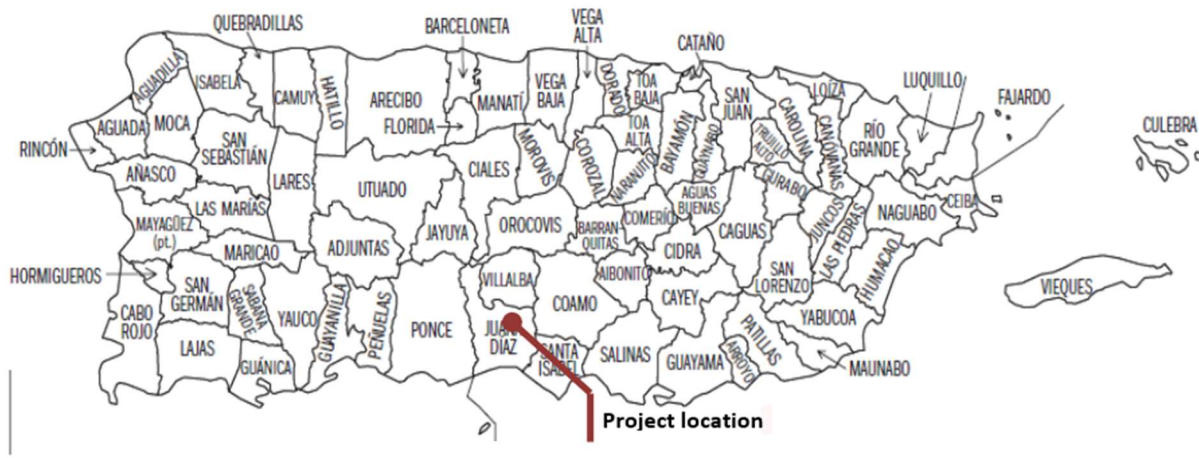 QUEBRADILLAS
BARCELONETA
VEGA
ALTA
CATAÑO
LUQUILLO
FAJARDO
CULEBRA
AGUADILLA
ISABELA
CAMUY
HATILLO
ARECIBO
FLORIDA
MANATÍ
VEGA
BAJA
DORADO
TOA
BAJA
TOA
ALTA
BAYAMÓN
GUAYNABO
SAN
JUAN
TRUJILLO
ALTO
CAROLINA
LOÍZA
CANÓVANAS
RÍO
GRANDE
RINCÓN
AGUADA
MOCA
SAN
SEBASTIÁN
LARES
AÑASCO
UTUADO
CIALES
MOROVIS
COROZAL
NARANJITO
AGUAS
BUENAS
GURABO
CEIBA
NAGUABO
LAS MARÍAS
MAYAGÜEZ
(pt.)
MARICAO
ADJUNTAS
JAYUYA
OROCOVIS
BARRAN
QUITAS
COMERÍO
CIDRA
CAGUAS
JUNCOS
LAS PIEDRAS
HUMACAO
HORMIGUEROS
SAN
GERMÁN
SABANA
GRANDE
YAUCO
GUAYANILLA
PEÑUELAS
PONCE
VILLALBA
COAMO
AIBONITO
CAYEY
SAN
LORENZO
YABUCOA
VIEQUES
CABO
ROJO
LAJAS
GUÁNICA
DÍAZ
SANTA
ISABEL
SALINAS
GUAYAMA
ARROYO
PATILLAS
MAUNABO
Project location